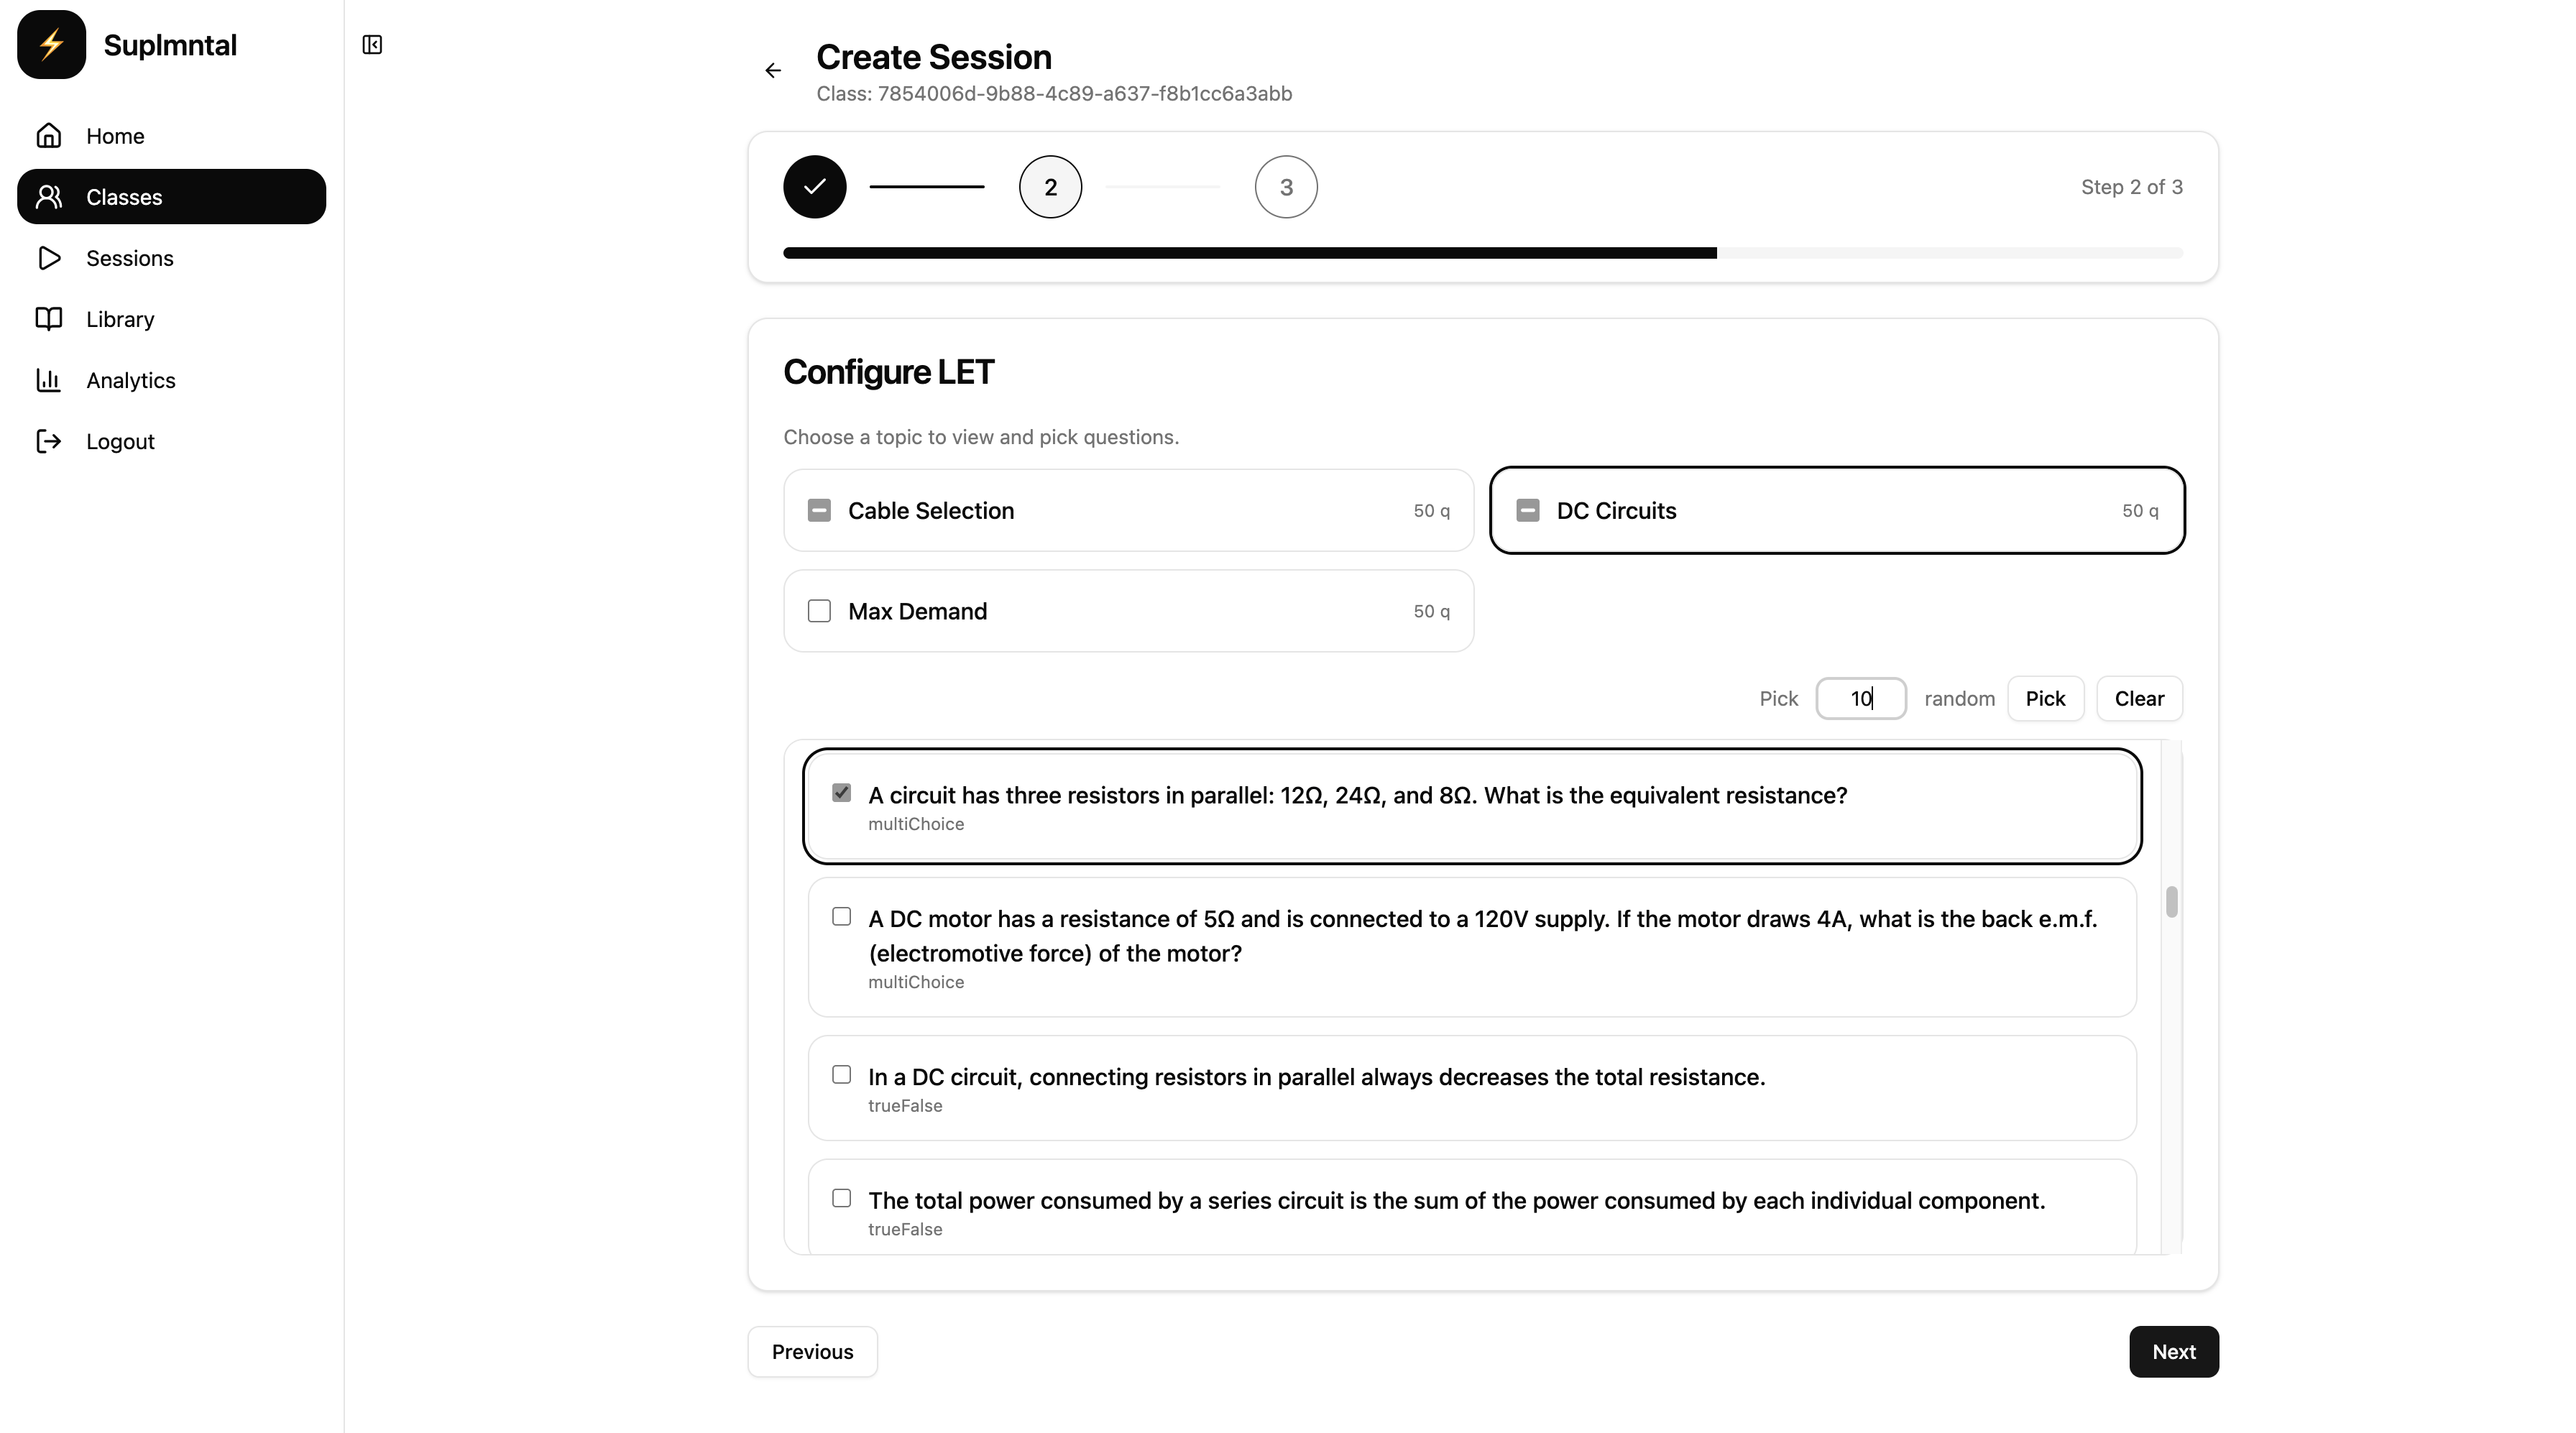 Suplmntal
Home
Classes
Sessions
Library
Analytics
Logout
Create Session
Class: 7854006d-9b88-4c89-a637-f8b1cc6a3abb
2
3
Step 2 of 3
Configure LET
Choose a topic to view and pick questions.
Cable Selection
50 q
DC Circuits
50 q
Max Demand
50 q
Pick 10 random Pick Clear
A circuit has three resistors in parallel: 12Ω, 24Ω, and 8Ω. What is the equivalent resistance?
multiChoice
A DC motor has a resistance of 5Ω and is connected to a 120V supply. If the motor draws 4A, what is the back e.m.f.
(electromotive force) of the motor?
multiChoice
In a DC circuit, connecting resistors in parallel always decreases the total resistance.
trueFalse
The total power consumed by a series circuit is the sum of the power consumed by each individual component.
trueFalse
Previous
Next